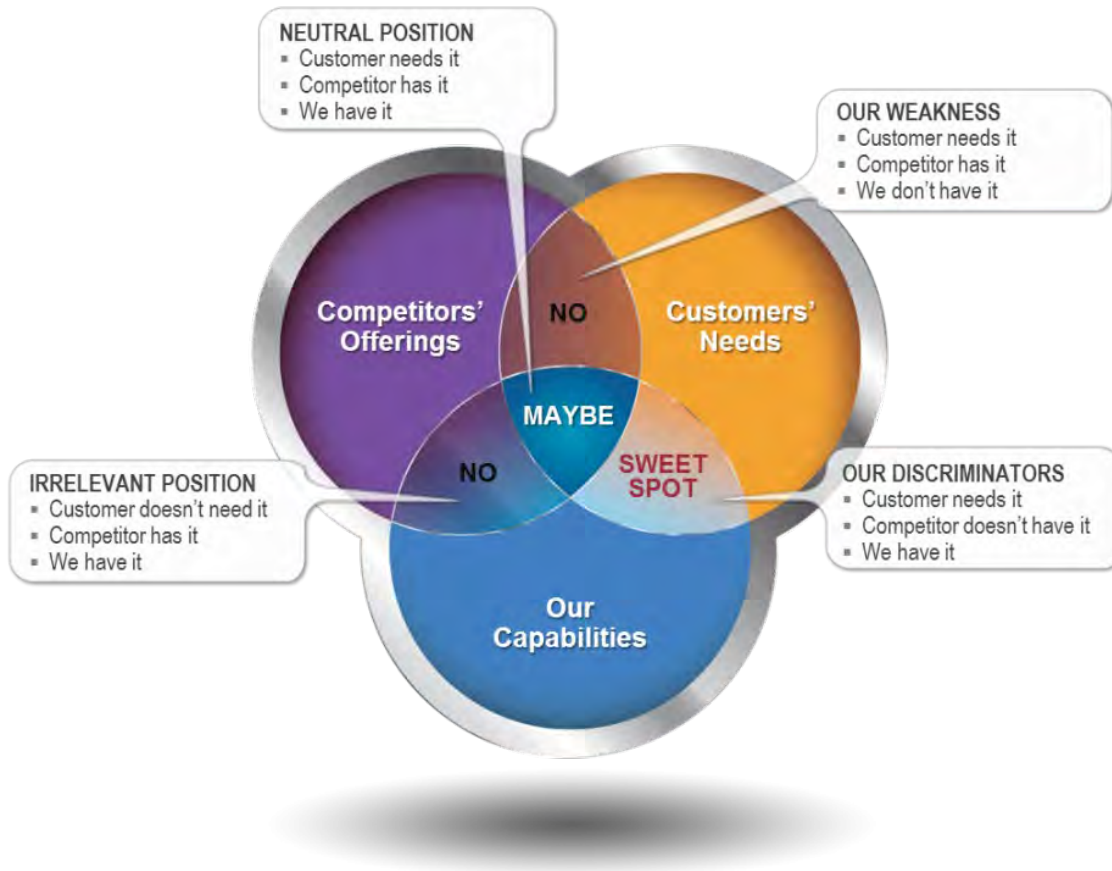 NEUTRAL POSITION
▪ Customer needs it
▪ Competitor has it
▪ We have it
OUR WEAKNESS
▪ Customer needs it
▪ Competitor has it
▪ We don't have it
Competitors'
Offerings
NO
Customers'
Needs
MAYBE
NO
SWEET
SPOT
IRRELEVANT POSITION
▪ Customer doesn't need it
▪ Competitor has it
▪ We have it
OUR DISCRIMINATORS
▪ Customer needs it
▪ Competitor doesn't have it
▪ We have it
Our
Capabilities